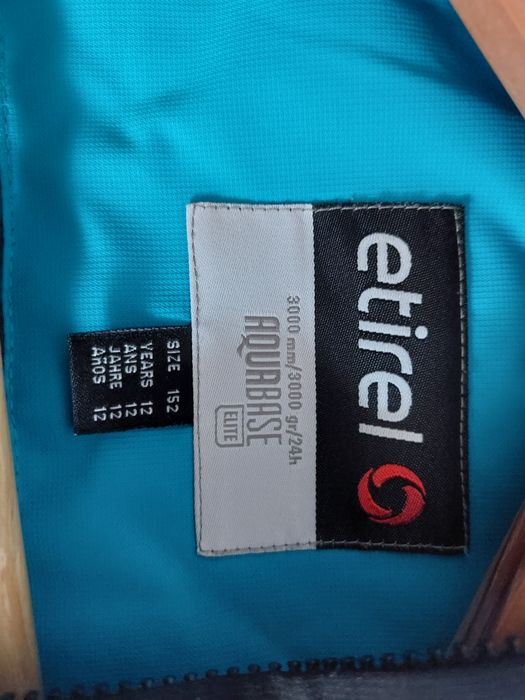 etirel
3000 mm/3000 gr/24h
AQUABASE
ELITE
SIZE 152
YEARS 12
ANS 12
JAHRE 12
AÑOS 12